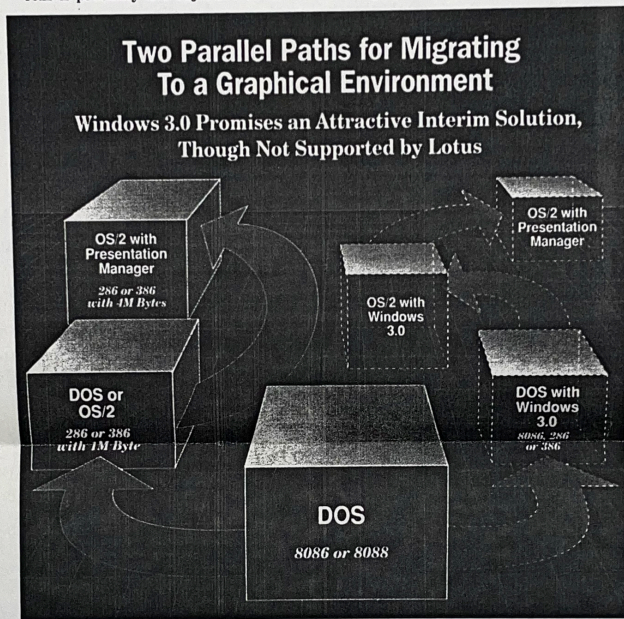 Two Parallel Paths for Migrating
To a Graphical Environment
Windows 3.0 Promises an Attractive Interim Solution,
Though Not Supported by Lotus
OS/2 with
Presentation
Manager
286 or 386
with 4M Bytes
DOS or
OS/2
286 or 386
with 1M Byte
DOS
8086 or 8088
OS/2 with
Windows
3.0
OS/2 with
Presentation
Manager
DOS with
Windows
3.0
8086, 286
or 386